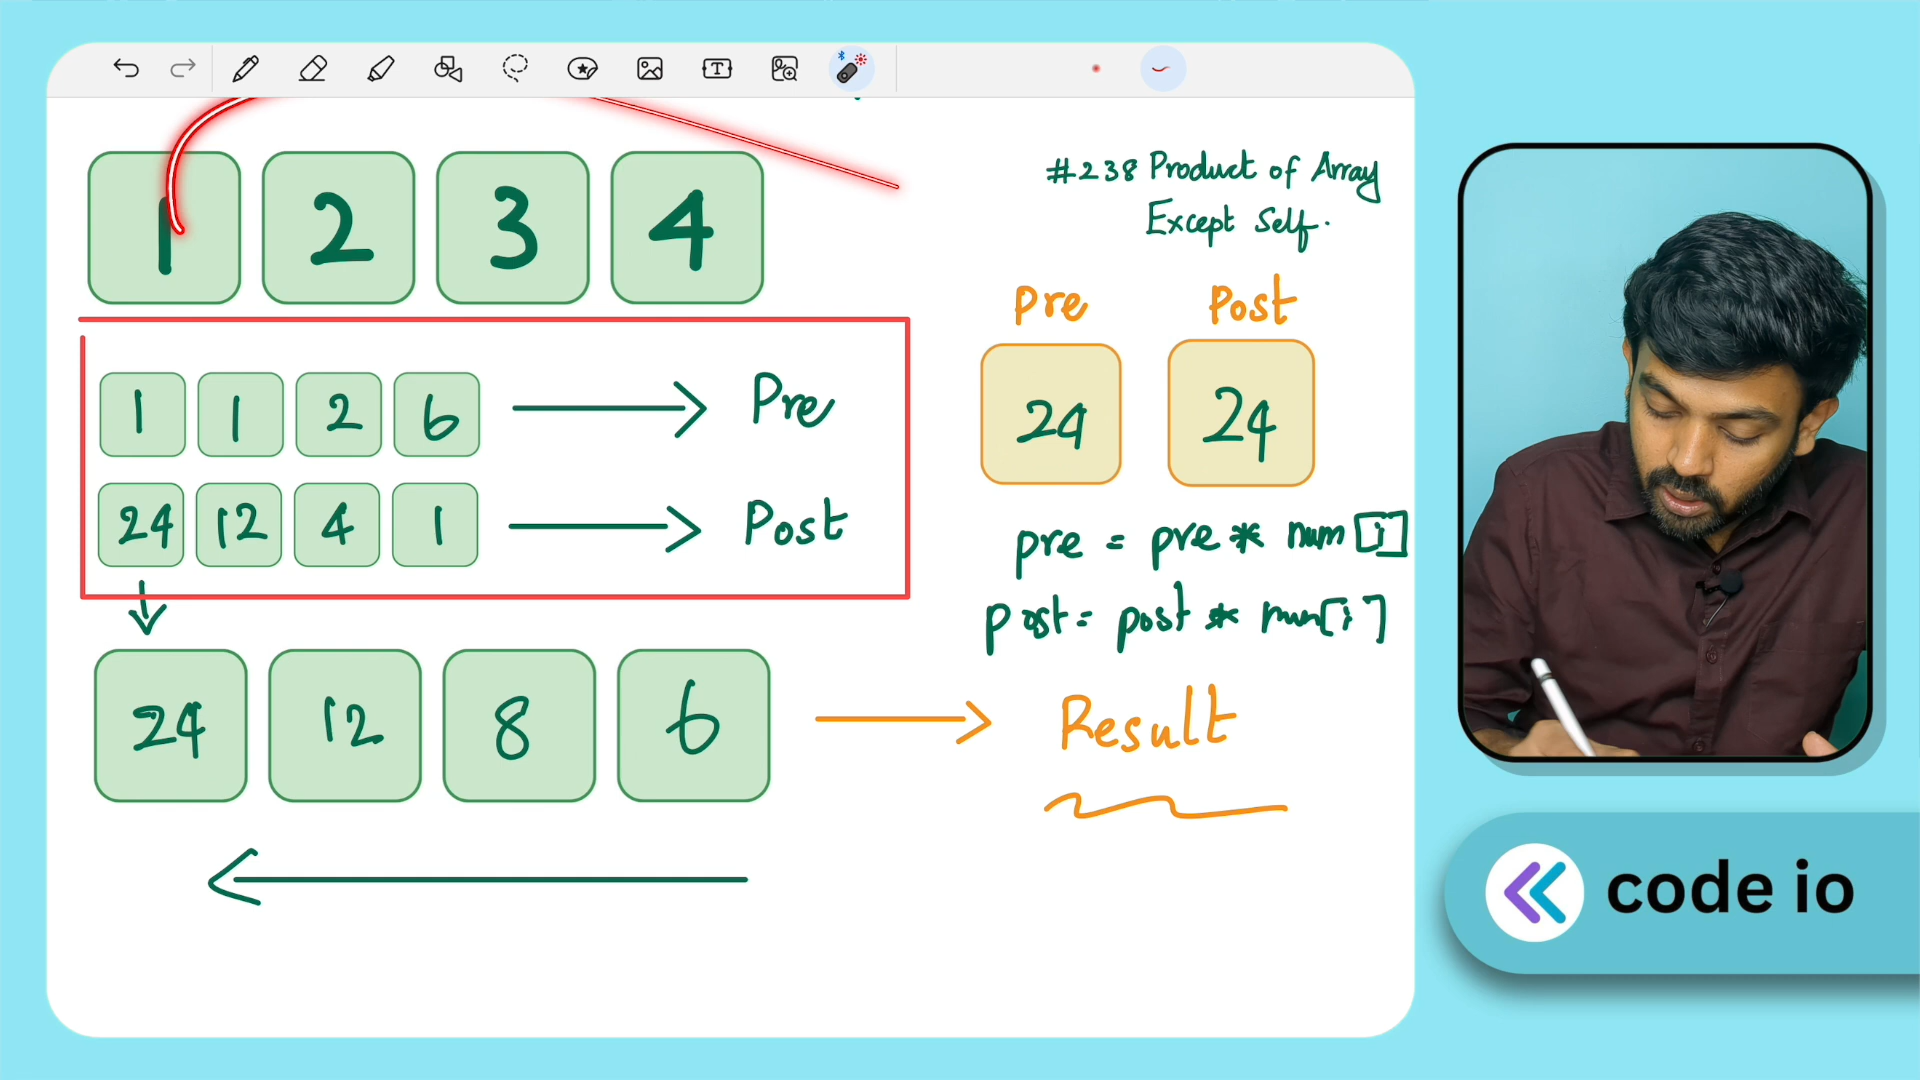 1 2 3 4
#238 Product of Array
Except Self.
Pre Post
1 1 2 6 Pre
24 24
24 12 4 1 Post
pre = pre * num[i]
post = post * num[i]
24 12 8 6 Result
code io